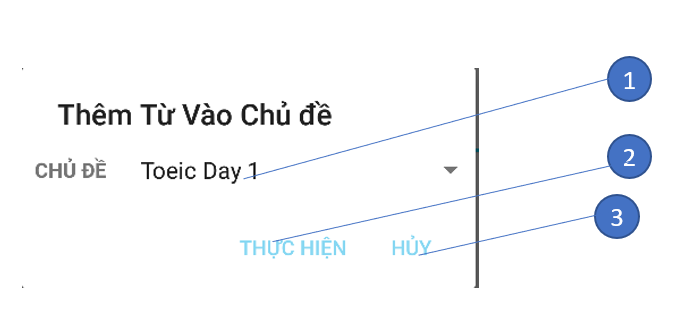 1
Thêm Từ Vào Chủ đề
2
CHỦ ĐỀ Toeic Day 1
3
THỰC HIỆN HỦY